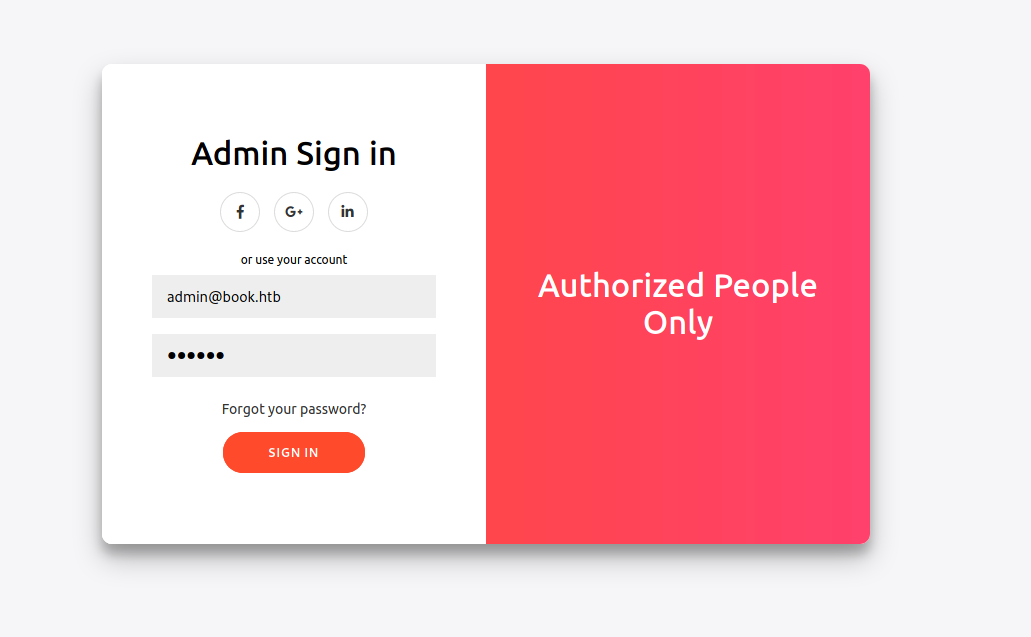 Admin Sign in
f G+ in
or use your account
admin@book.htb
●●●●●●
Forgot your password?
SIGN IN
Authorized People
Only